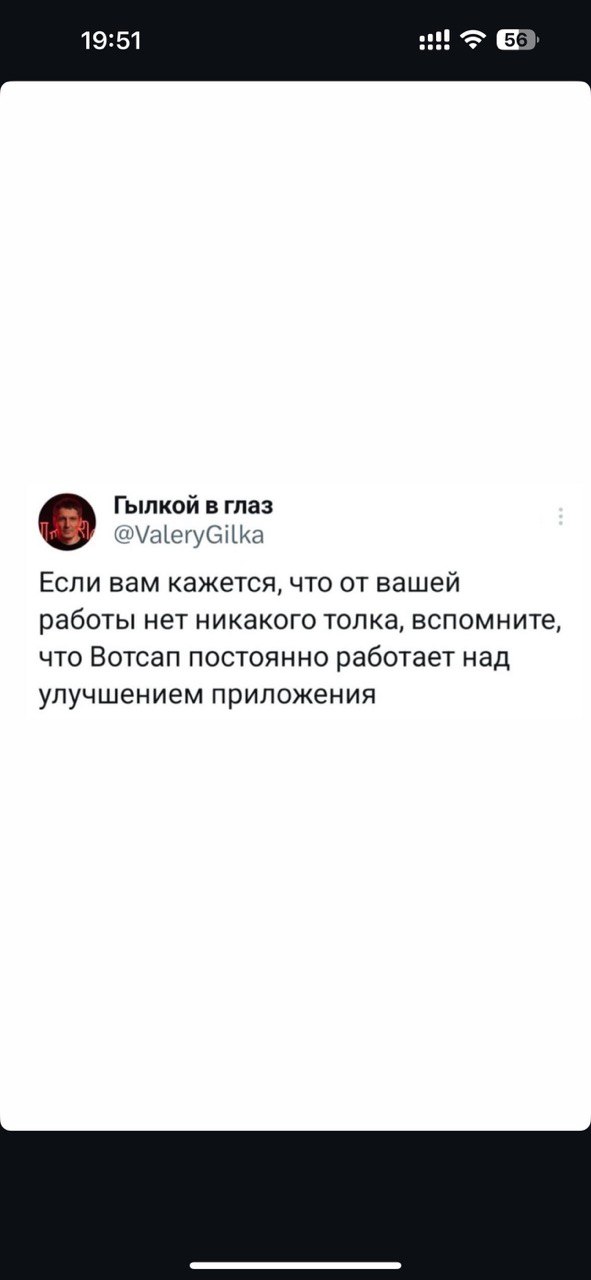 19:51
56
Гылкой в глаз
@ValeryGilka
Если вам кажется, что от вашей
работы нет никакого толка, вспомните,
что Вотсап постоянно работает над
улучшением приложения